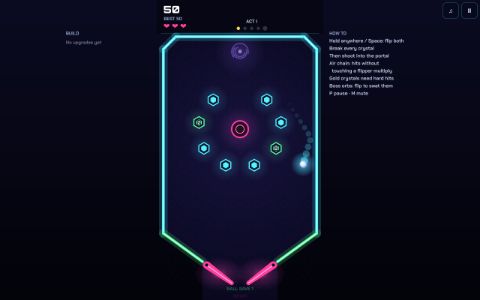 50
BEST 50
ACT I
BUILD
No upgrades yet
HOW TO
Hold anywhere / Space: flip both
Break every crystal
Then shoot into the portal
Air chain: hits without
touching a flipper multiply
Gold crystals need hard hits
Boss orbs: flip to swat them
P pause · M mute
BALL SAVE 1